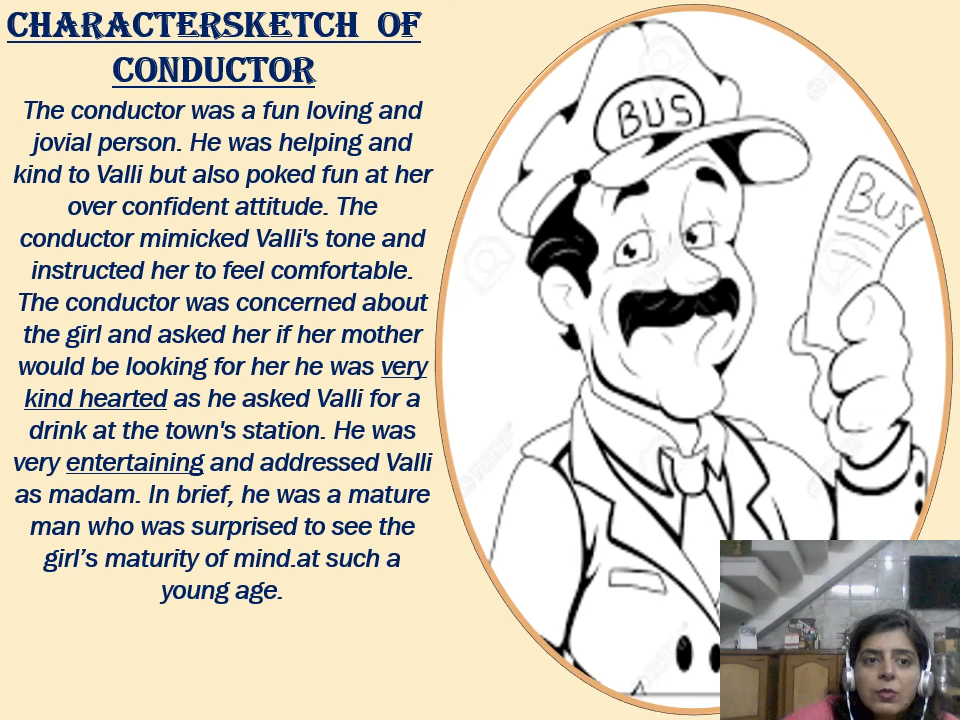 CHARACTERSKETCH OF
CONDUCTOR
The conductor was a fun loving and
jovial person. He was helping and
kind to Valli but also poked fun at her
over confident attitude. The
conductor mimicked Valli's tone and
instructed her to feel comfortable.
The conductor was concerned about
the girl and asked her if her mother
would be looking for her he was very
kind hearted as he asked Valli for a
drink at the town's station. He was
very entertaining and addressed Valli
as madam. In brief, he was a mature
man who was surprised to see the
girl’s maturity of mind.at such a
young age.
BUS
BUS